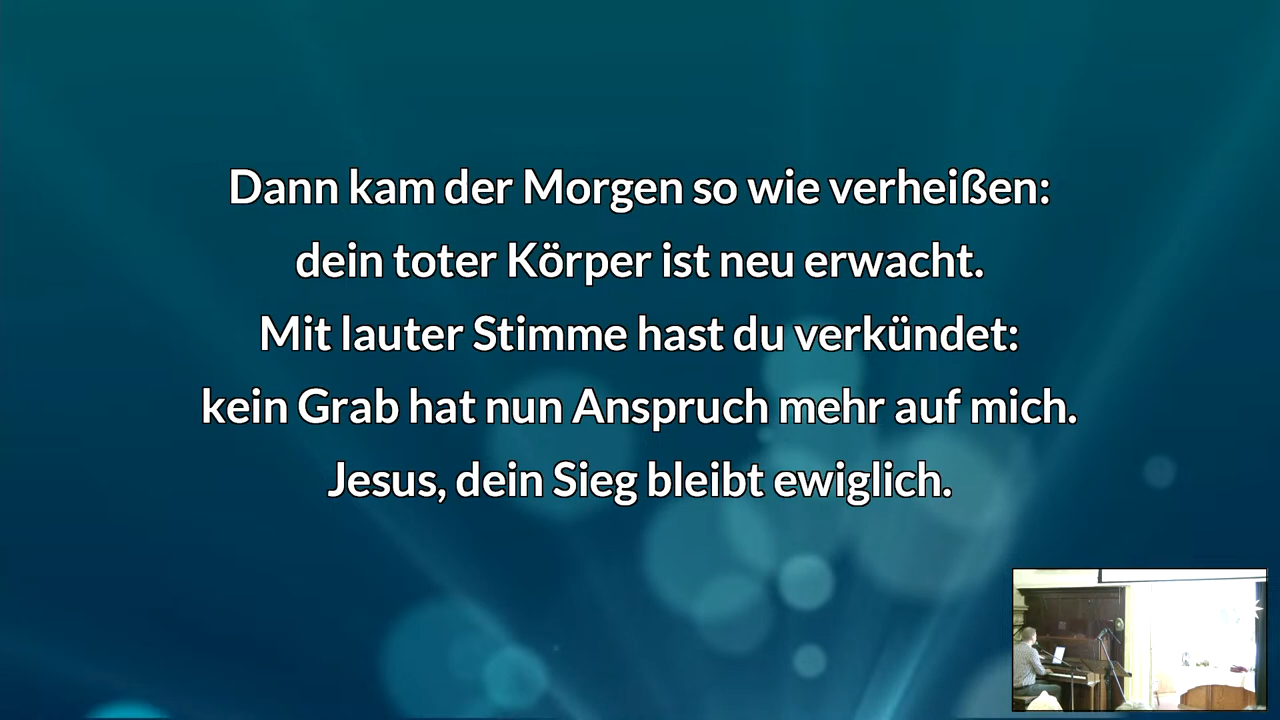 Dann kam der Morgen so wie verheißen:
dein toter Körper ist neu erwacht.
Mit lauter Stimme hast du verkündet:
kein Grab hat nun Anspruch mehr auf mich.
Jesus, dein Sieg bleibt ewiglich.